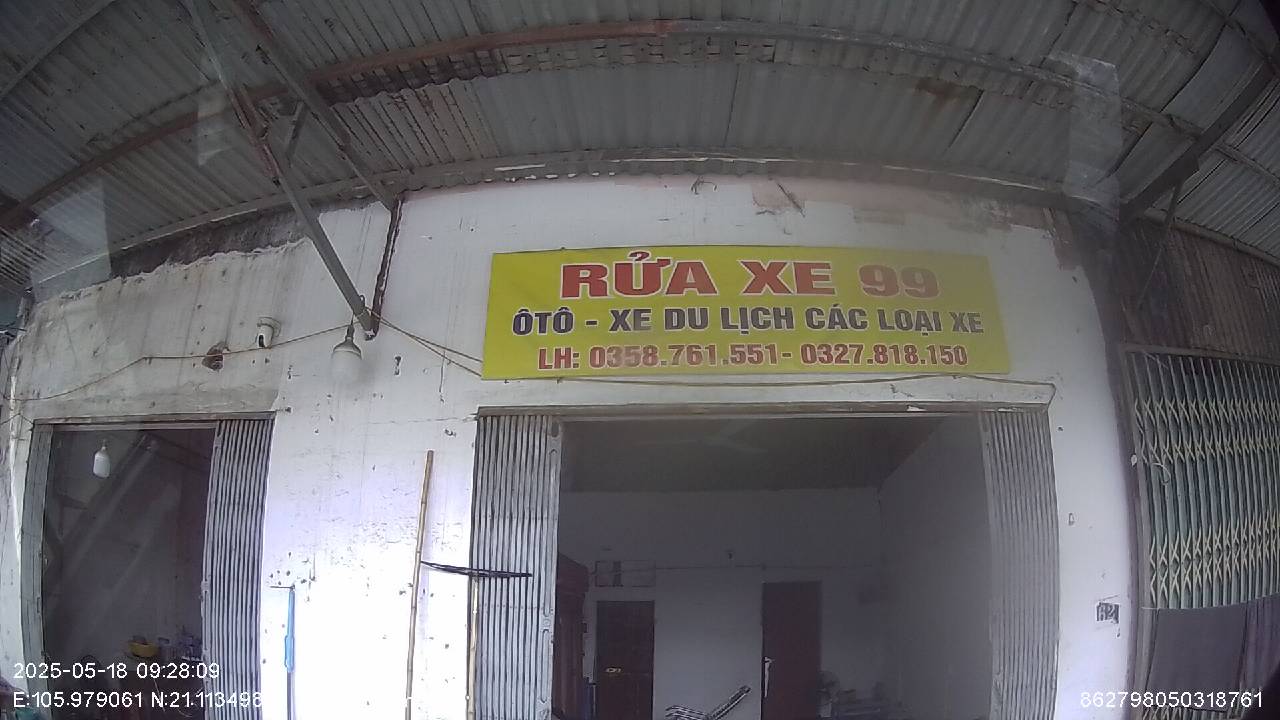 RỬA XE 99
ÔTÔ - XE DU LỊCH CÁC LOẠI XE
LH: 0358.761.551- 0327.818.150
2025-05-18 09:28:09
E:105.979061 N:21.113498
862798050318761